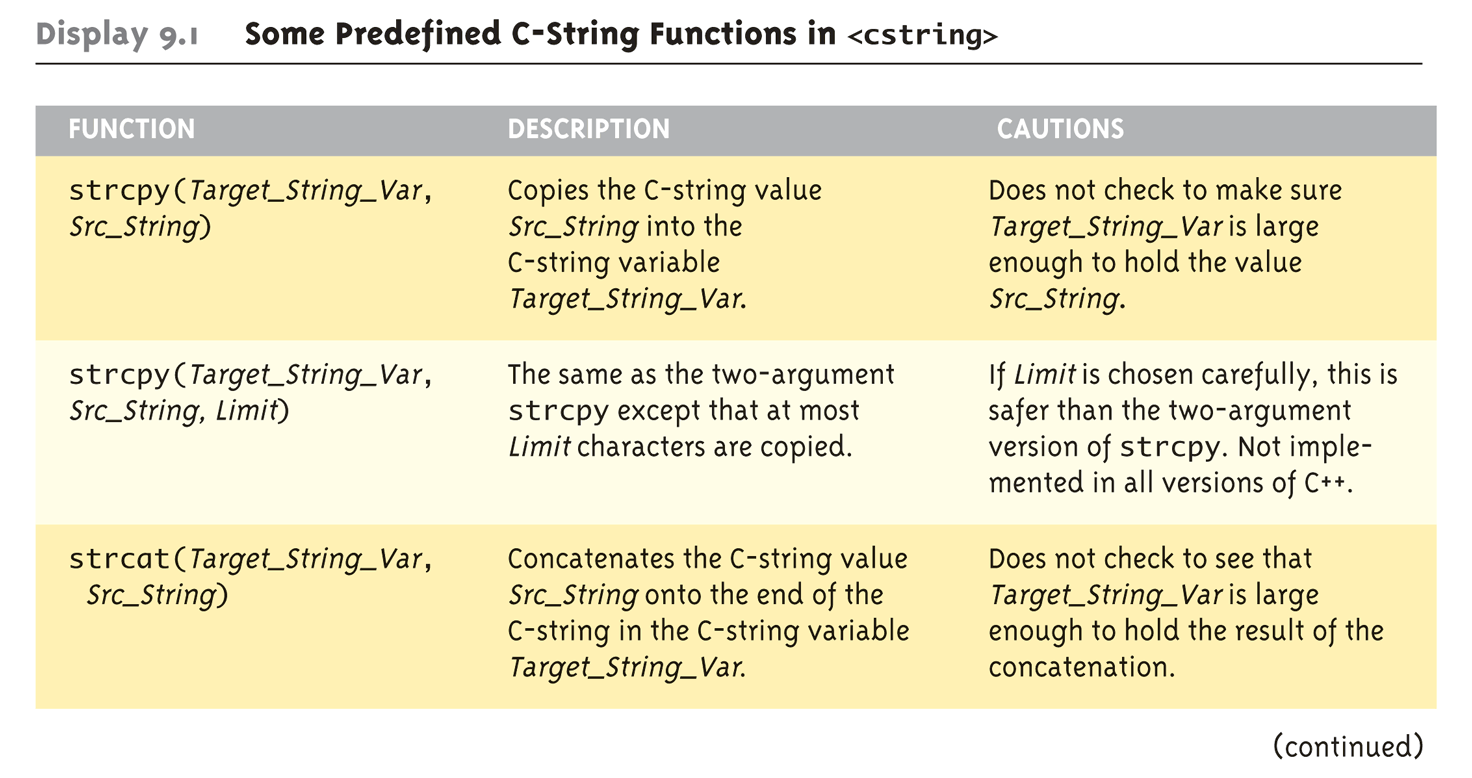 Display 9.1 Some Predefined C-String Functions in <cstring>
FUNCTION DESCRIPTION CAUTIONS
strcpy(Target_String_Var,
Src_String)
Copies the C-string value
Src_String into the
C-string variable
Target_String_Var.
Does not check to make sure
Target_String_Var is large
enough to hold the value
Src_String.
strcpy(Target_String_Var,
Src_String, Limit)
The same as the two-argument
strcpy except that at most
Limit characters are copied.
If Limit is chosen carefully, this is
safer than the two-argument
version of strcpy. Not imple-
mented in all versions of C++.
strcat(Target_String_Var,
Src_String)
Concatenates the C-string value
Src_String onto the end of the
C-string in the C-string variable
Target_String_Var.
Does not check to see that
Target_String_Var is large
enough to hold the result of the
concatenation.
(continued)